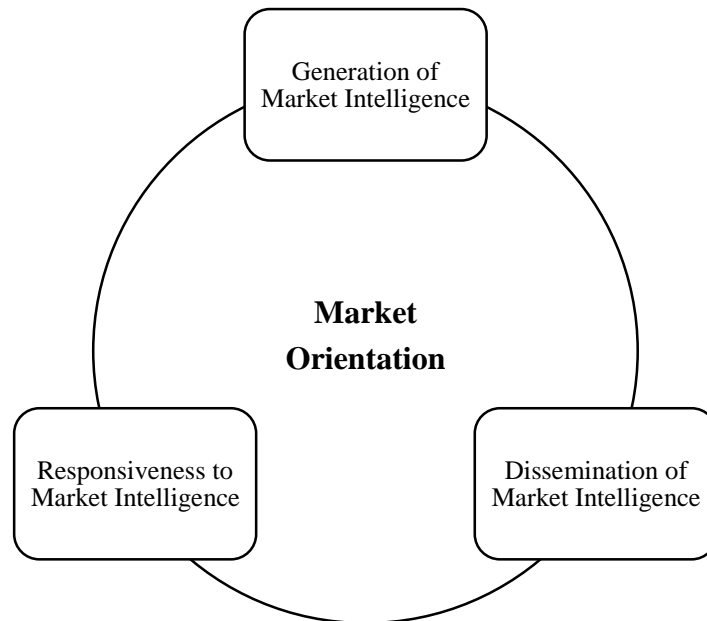 Generation of
Market Intelligence
Market
Orientation
Responsiveness to
Market Intelligence
Dissemination of
Market Intelligence